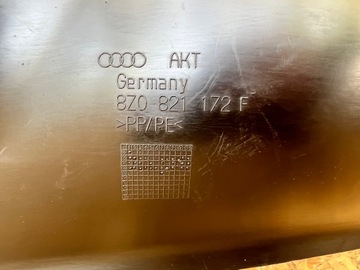 AKT
Germany
8Z0 821 172 F
>PP/PE<